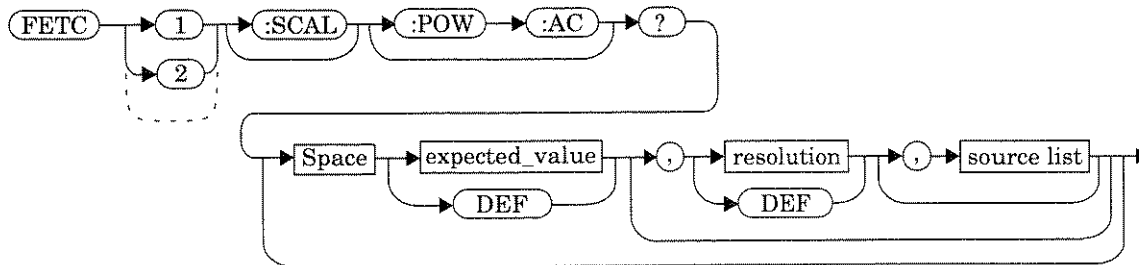 FETC 1 :SCAL :POW :AC ?
2
Space expected_value , resolution , source list
DEF DEF